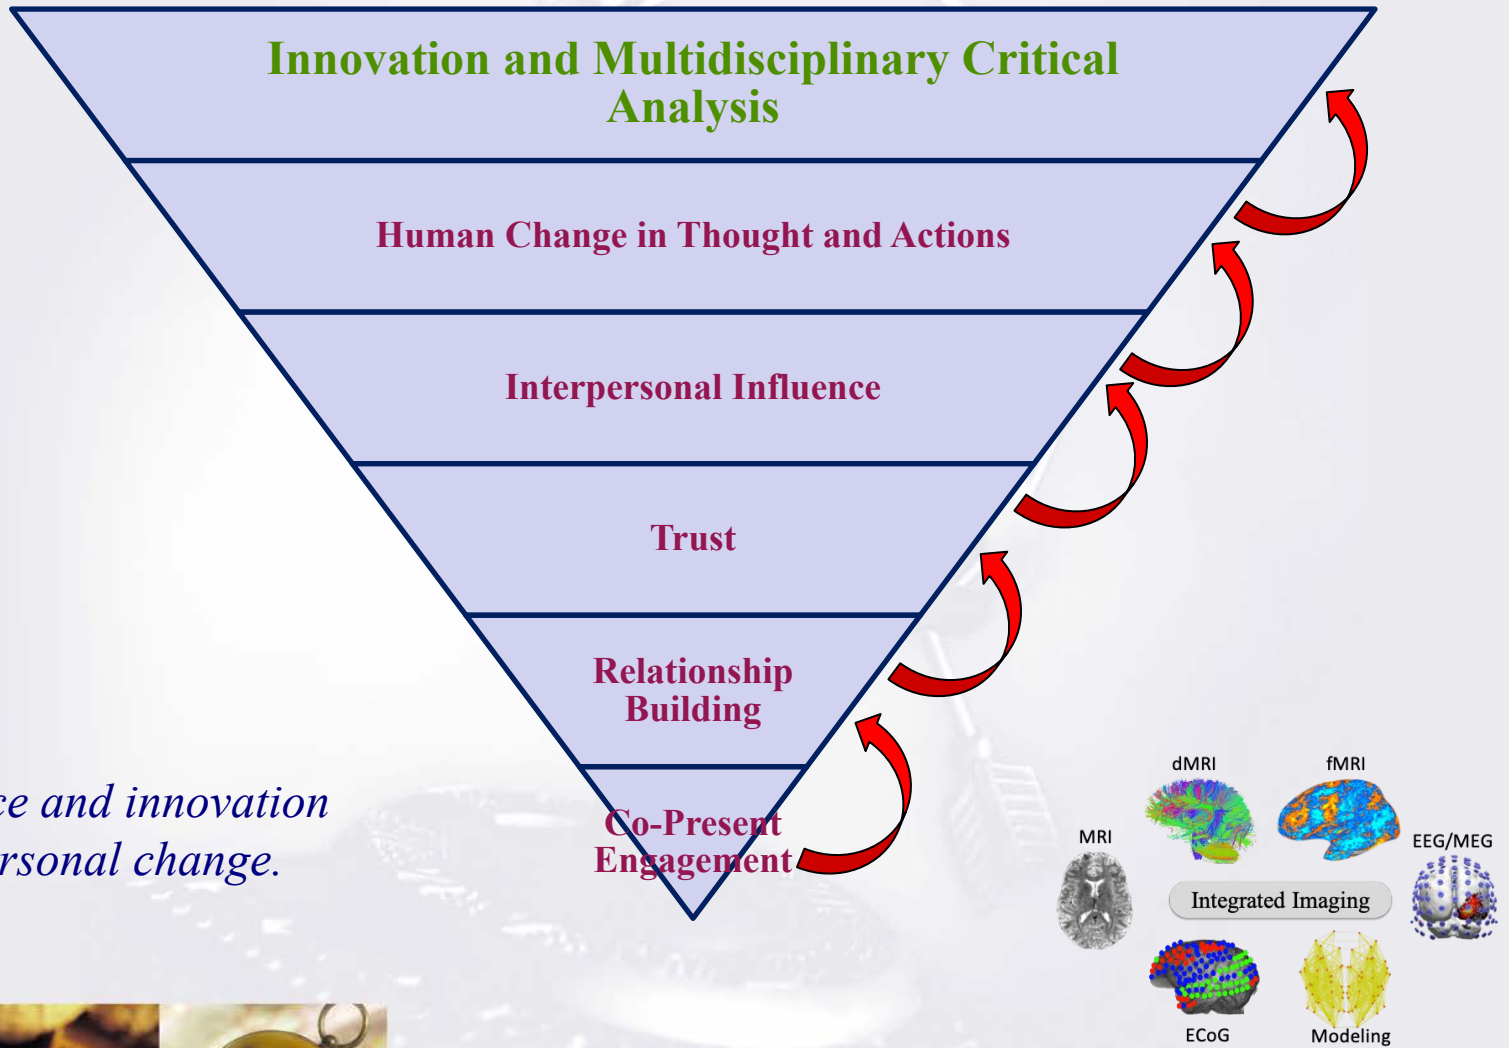 Innovation and Multidisciplinary Critical
Analysis
Human Change in Thought and Actions
Interpersonal Influence
Trust
Relationship
Building
Co-Present
Engagement
ce and innovation
ersonal change.
dMRI
fMRI
MRI
EEG/MEG
Integrated Imaging
ECoG
Modeling